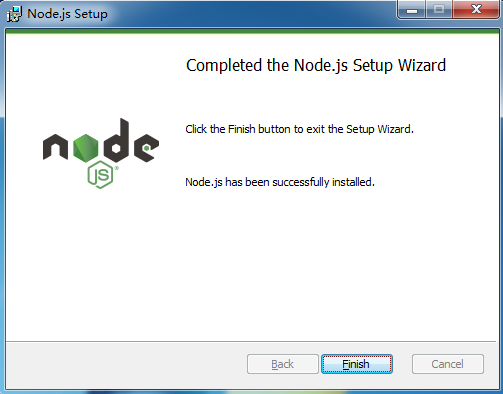 Node.js Setup
Completed the Node.js Setup Wizard
Click the Finish button to exit the Setup Wizard.
node
JS
Node.js has been successfully installed.
Back
Finish
Cancel